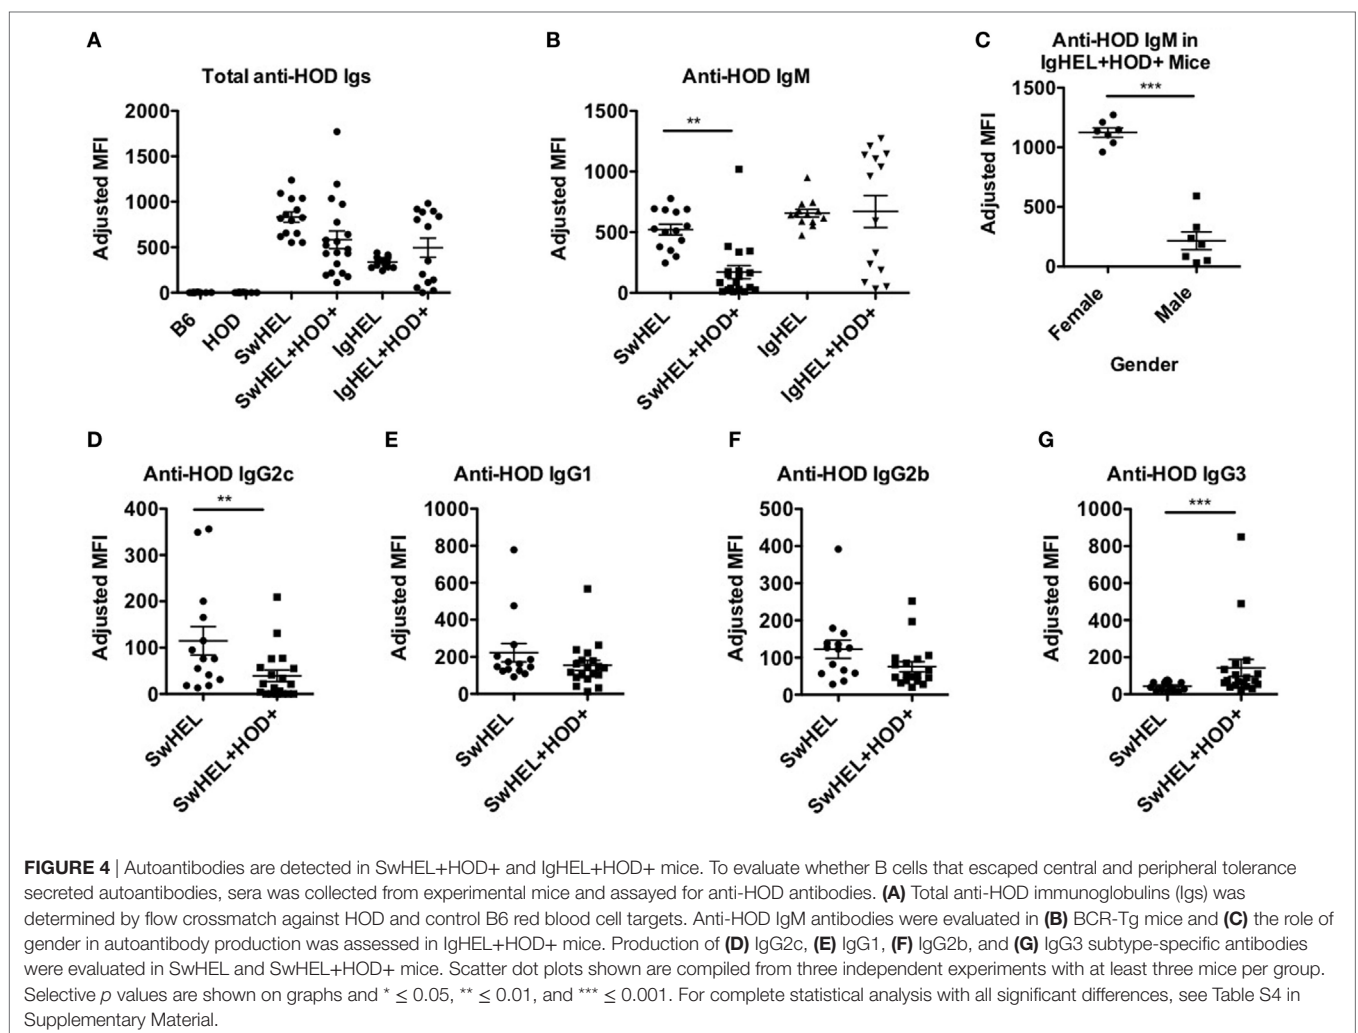 A
Total anti-HOD Igs
Adjusted MFI
2000
1500
1000
500
0
B6
HOD
SwHEL
SwHEL+HOD+
IgHEL
IgHEL+HOD+
B
Anti-HOD IgM
Adjusted MFI
1500
1000
500
0
**
SwHEL
SwHEL+HOD+
IgHEL
IgHEL+HOD+
C
Anti-HOD IgM in
IgHEL+HOD+ Mice
Adjusted MFI
1500
1000
500
0
***
Female
Male
Gender
D
Anti-HOD IgG2c
Adjusted MFI
400
300
200
100
0
**
SwHEL
SwHEL+HOD+
E
Anti-HOD IgG1
Adjusted MFI
1000
800
600
400
200
0
SwHEL
SwHEL+HOD+
F
Anti-HOD IgG2b
Adjusted MFI
500
400
300
200
100
0
SwHEL
SwHEL+HOD+
G
Anti-HOD IgG3
Adjusted MFI
1000
800
600
400
200
0
***
SwHEL
SwHEL+HOD+
FIGURE 4 | Autoantibodies are detected in SwHEL+HOD+ and IgHEL+HOD+ mice. To evaluate whether B cells that escaped central and peripheral tolerance
secreted autoantibodies, sera was collected from experimental mice and assayed for anti-HOD antibodies. (A) Total anti-HOD immunoglobulins (Igs) was
determined by flow crossmatch against HOD and control B6 red blood cell targets. Anti-HOD IgM antibodies were evaluated in (B) BCR-Tg mice and (C) the role of
gender in autoantibody production was assessed in IgHEL+HOD+ mice. Production of (D) IgG2c, (E) IgG1, (F) IgG2b, and (G) IgG3 subtype-specific antibodies
were evaluated in SwHEL and SwHEL+HOD+ mice. Scatter dot plots shown are compiled from three independent experiments with at least three mice per group.
Selective p values are shown on graphs and * ≤ 0.05, ** ≤ 0.01, and *** ≤ 0.001. For complete statistical analysis with all significant differences, see Table S4 in
Supplementary Material.